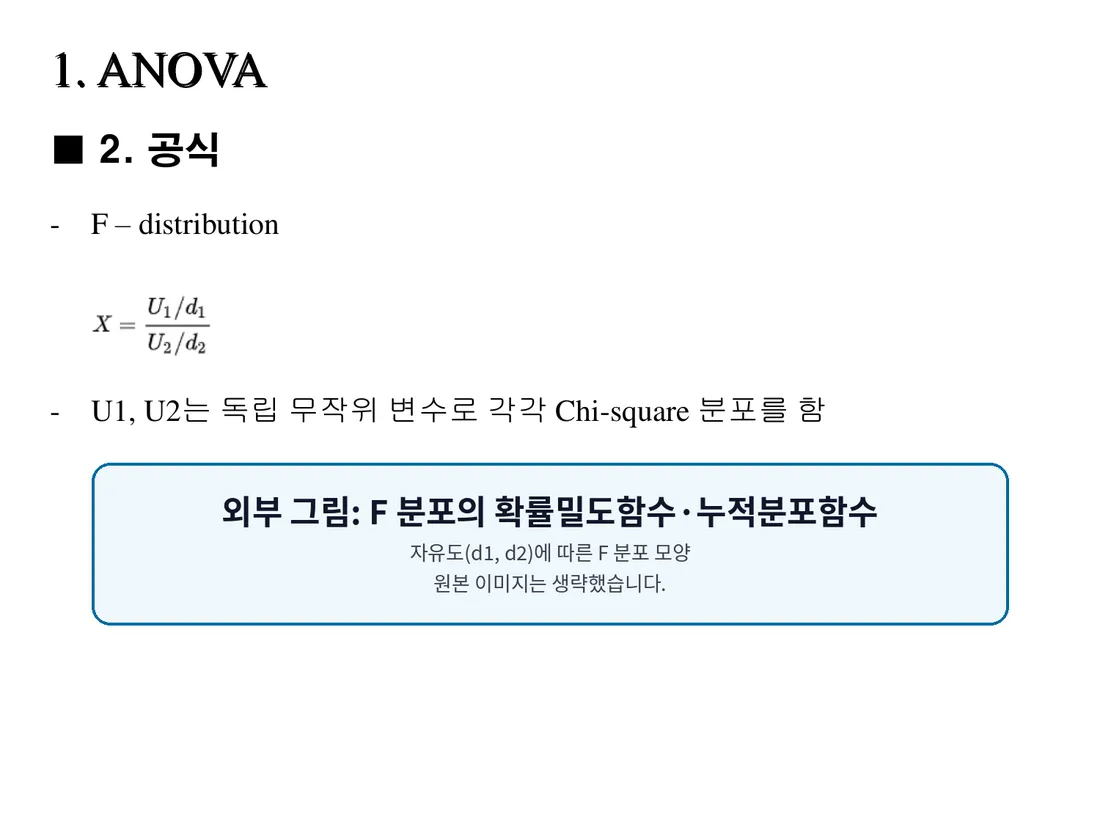 1. ANOVA
■ 2. 공식
- F – distribution
X = U₁/d₁ / U₂/d₂
- U1, U2는 독립 무작위 변수로 각각 Chi-square 분포를 함
외부 그림: F 분포의 확률밀도함수·누적분포함수
자유도(d1, d2)에 따른 F 분포 모양
원본 이미지는 생략했습니다.